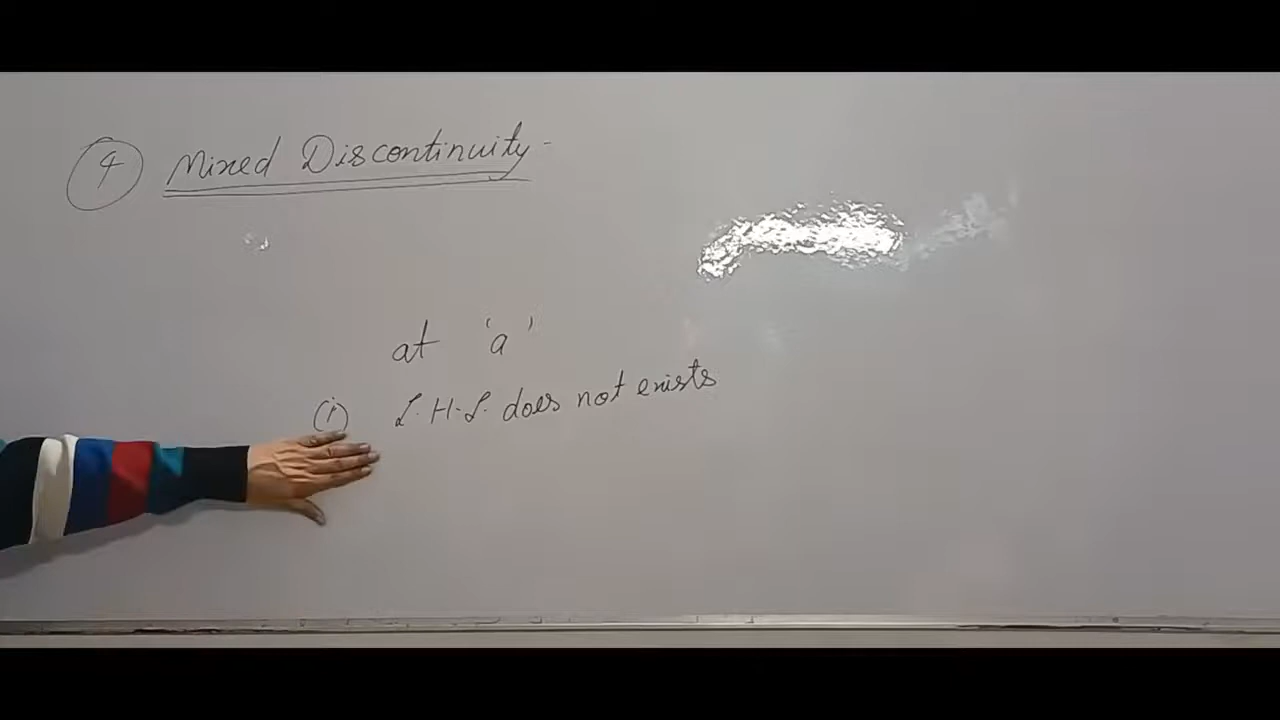 4 Mixed Discontinuity -
at 'a'
(i) L.H.L. does not exists